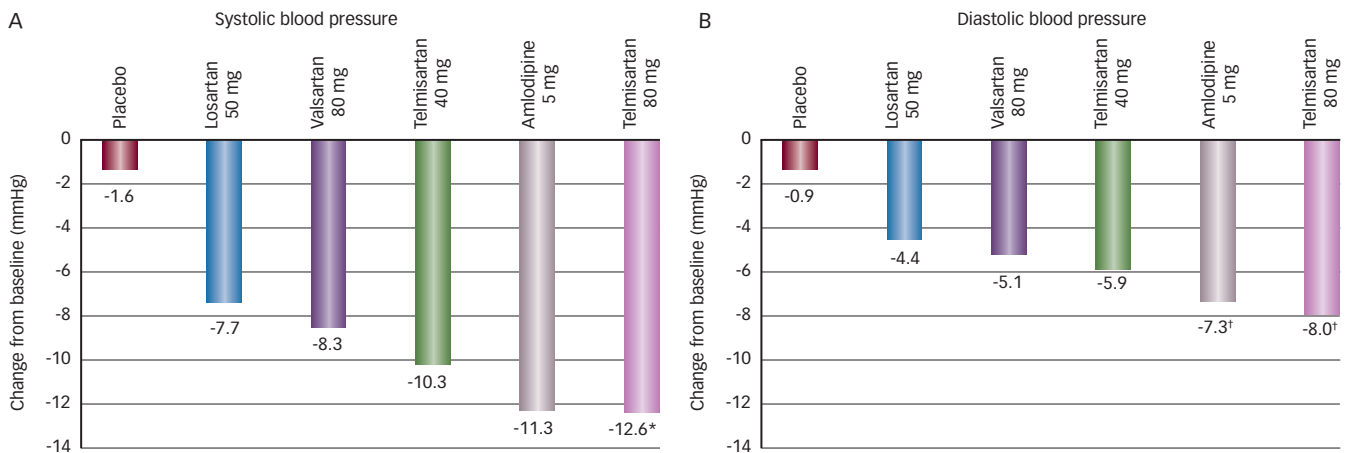 A
Systolic blood pressure
Placebo
Losartan
50 mg
Valsartan
80 mg
Telmisartan
40 mg
Amlodipine
5 mg
Telmisartan
80 mg
Change from baseline (mmHg)
0
-2
-4
-6
-8
-10
-12
-14
-1.6
-7.7
-8.3
-10.3
-11.3
-12.6*
B
Diastolic blood pressure
Placebo
Losartan
50 mg
Valsartan
80 mg
Telmisartan
40 mg
Amlodipine
5 mg
Telmisartan
80 mg
Change from baseline (mmHg)
0
-2
-4
-6
-8
-10
-12
-14
-0.9
-4.4
-5.1
-5.9
-7.3†
-8.0†